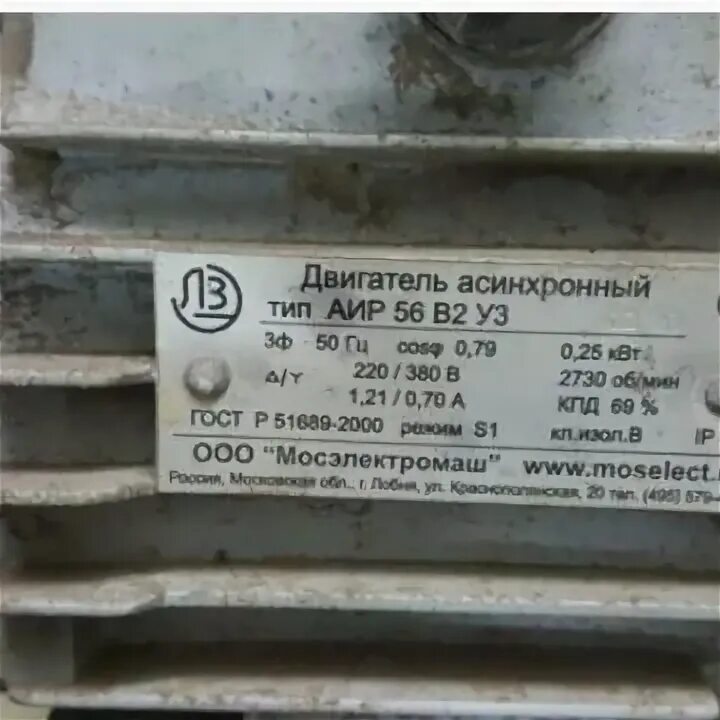 ЛЗ
Двигатель асинхронный
тип АИР 56 В2 У3
3ф 50 Гц cosφ 0,79 0,25 кВт
Δ/Y 220 / 380 В 2730 об/мин
1,21 / 0,70 А КПД 69 %
ГОСТ Р 51689-2000 режим S1 кл.изол.В IP
ООО "Мосэлектромаш" www.moselect.
Россия, Московская обл., г. Лобня, ул. Краснополянская, 20 тел. (495) 579-